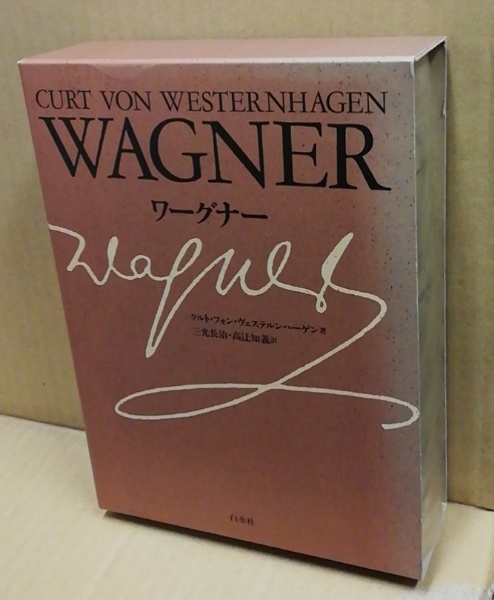 CURT VON WESTERNHAGEN
WAGNER
ワーグナー
Wagner
クルト・フォン・ヴェステルンハーゲン著
三光長治・高辻知義訳
白水社